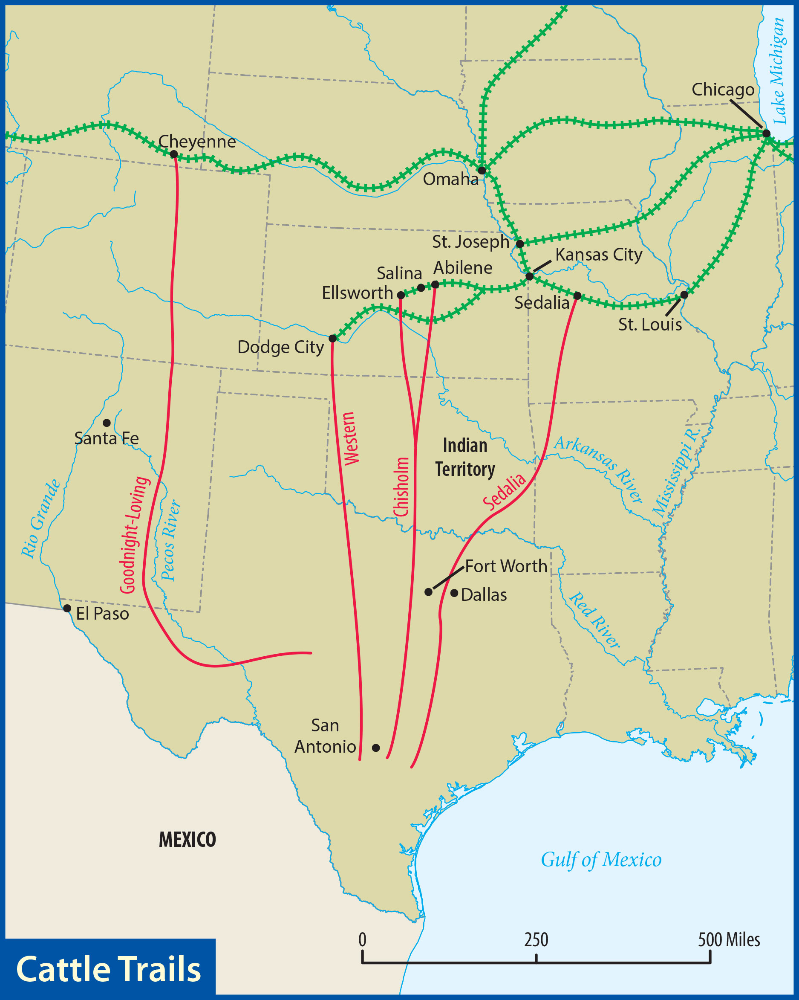 Lake Michigan
Chicago
Cheyenne
Omaha
St. Joseph
Kansas City
Salina
Abilene
Ellsworth
Sedalia
St. Louis
Dodge City
Western
Santa Fe
Indian
Territory
Arkansas River
Mississippi R.
Chisholm
Sedalia
Rio Grande
Goodnight-Loving
Pecos River
Fort Worth
Dallas
El Paso
Red River
San
Antonio
MEXICO
Gulf of Mexico
0 250 500 Miles
Cattle Trails